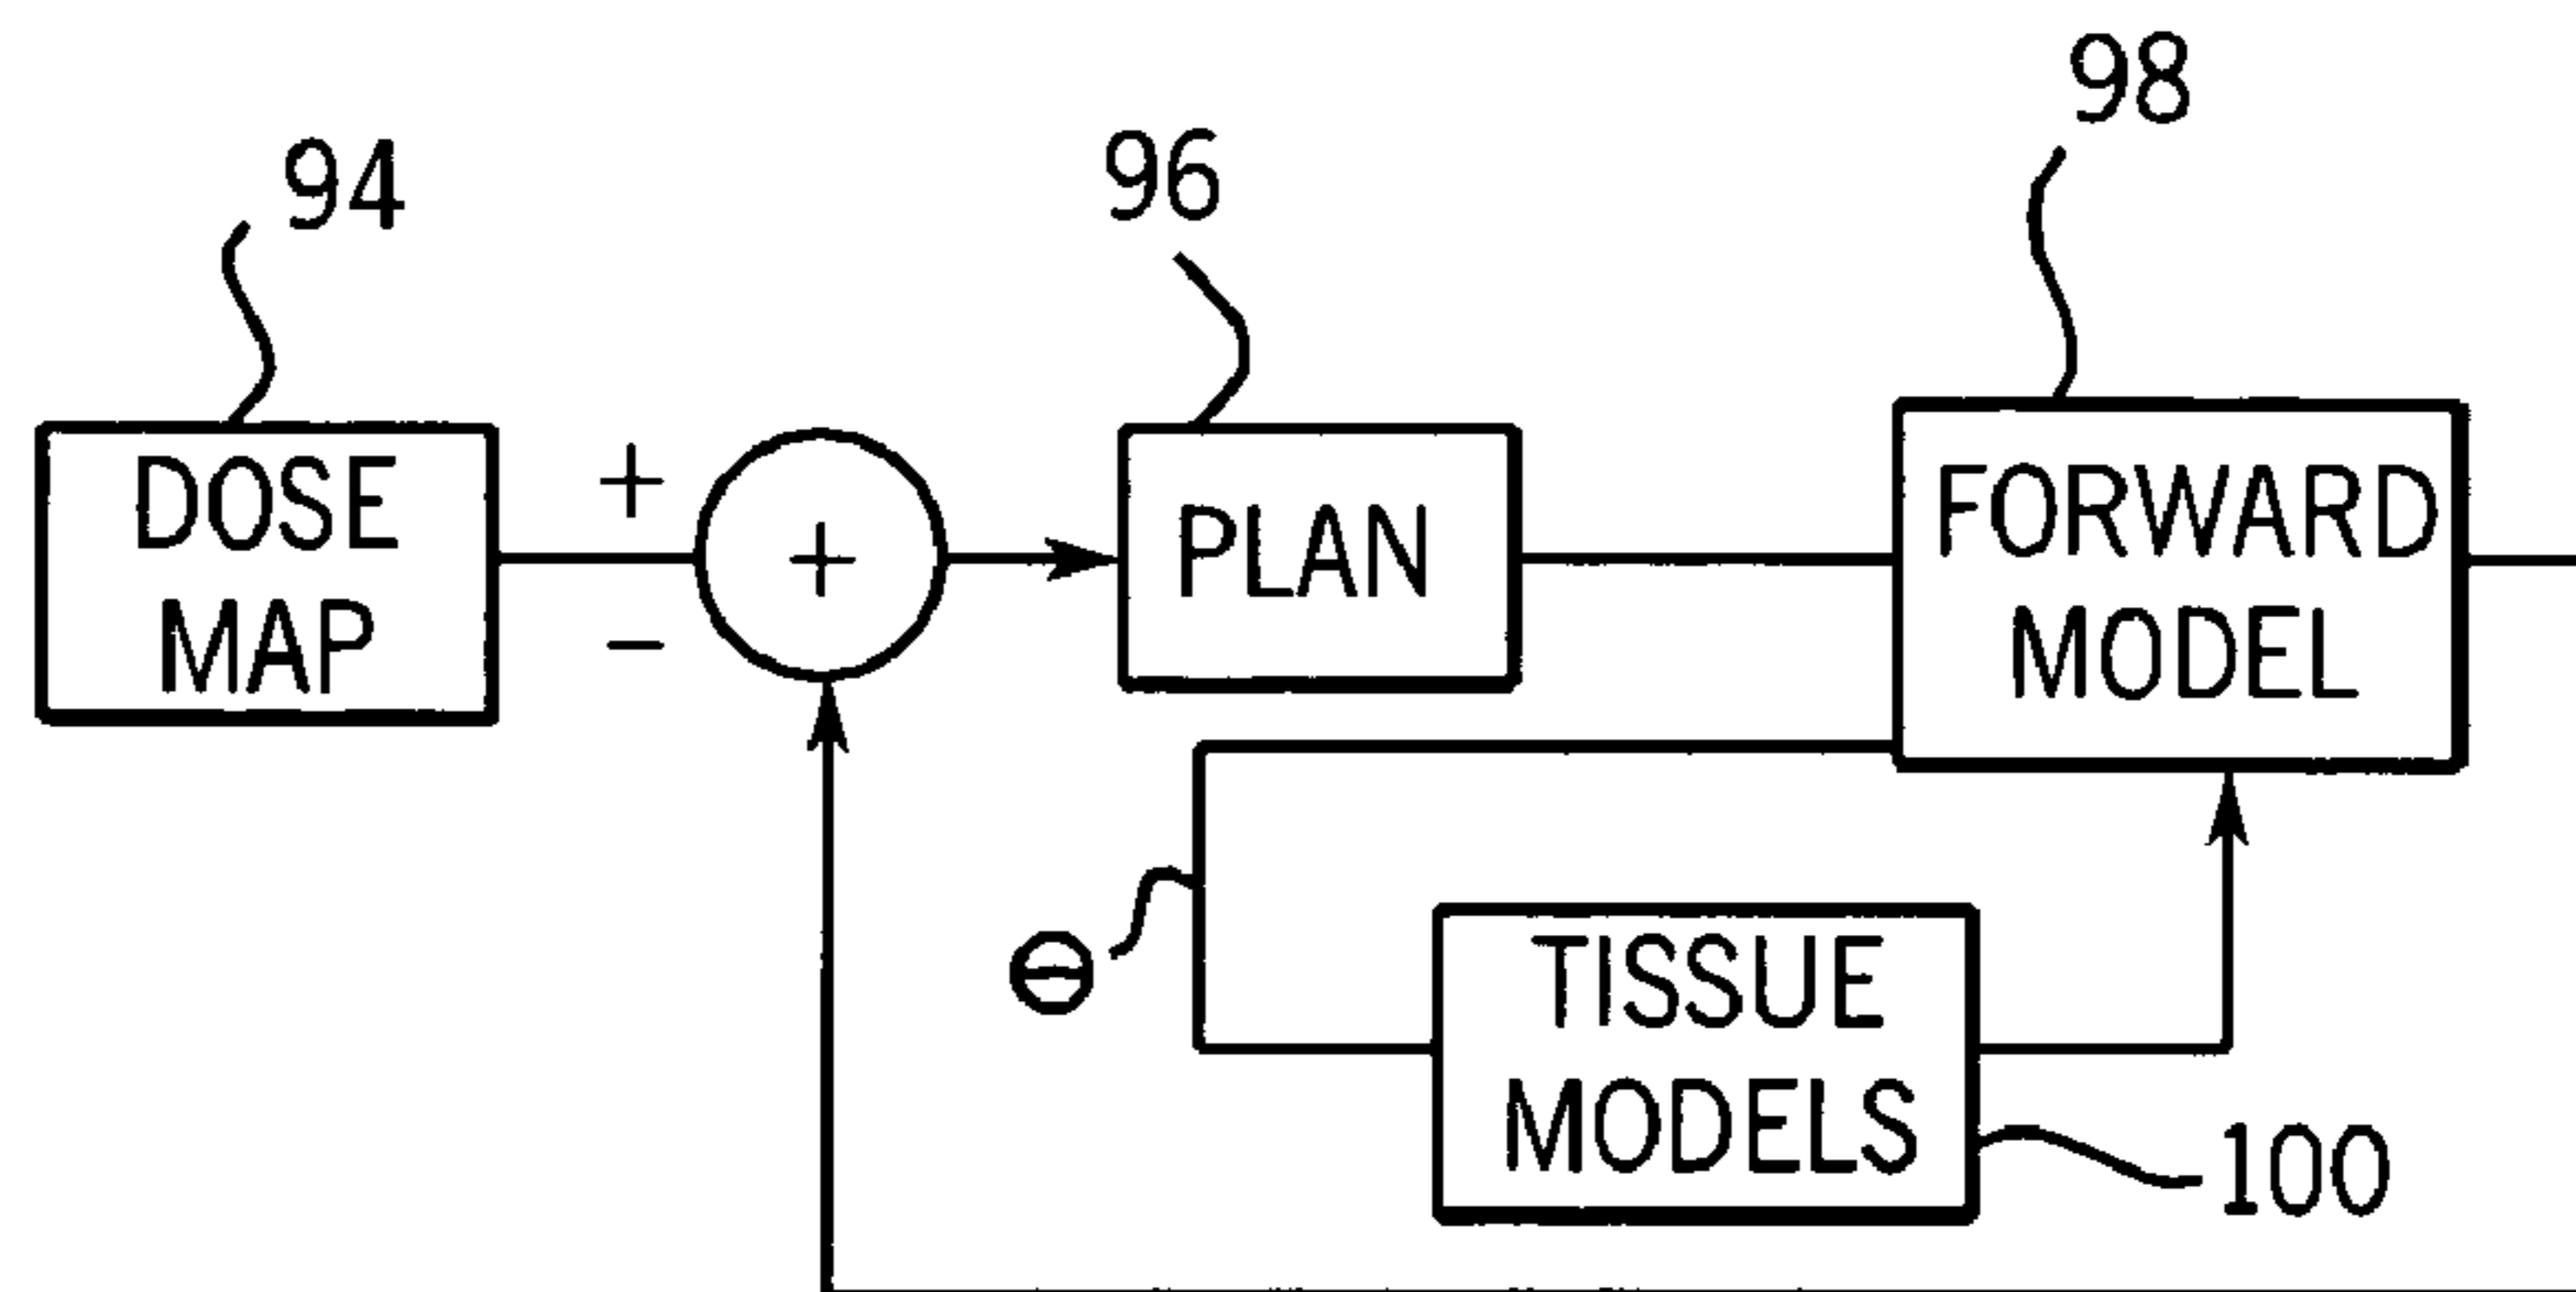 98
96
94
DOSE
MAP
+
−
+
PLAN
FORWARD
MODEL
Θ
TISSUE
MODELS
100